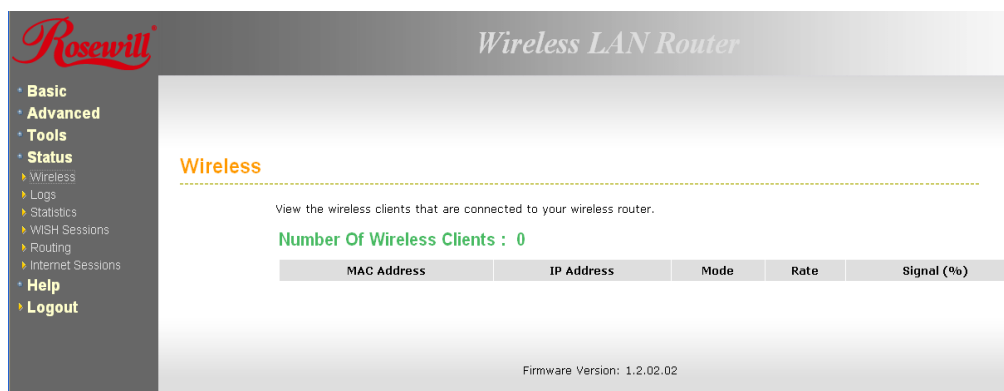 Rosewill
Wireless LAN Router
Basic
Advanced
Tools
Status
Wireless
Logs
Statistics
WISH Sessions
Routing
Internet Sessions
Help
Logout
Wireless
View the wireless clients that are connected to your wireless router.
Number Of Wireless Clients : 0
MAC Address IP Address Mode Rate Signal (%)
Firmware Version: 1.2.02.02